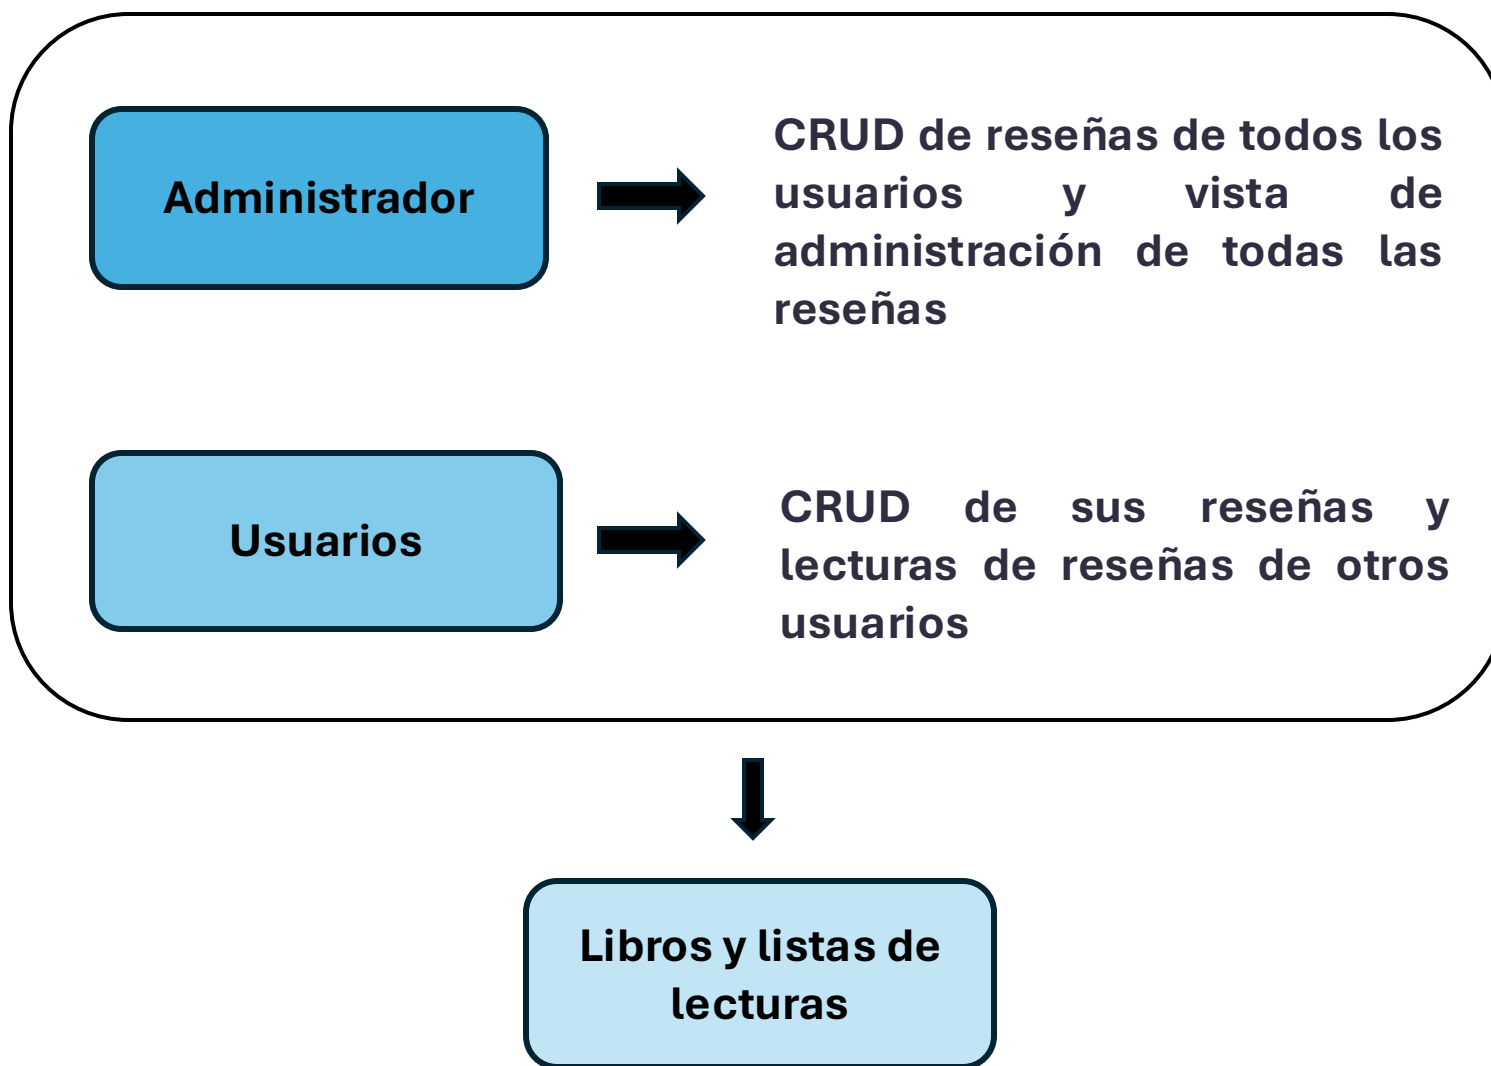 Administrador
CRUD de reseñas de todos los
usuarios y vista de
administración de todas las
reseñas
Usuarios
CRUD de sus reseñas y
lecturas de reseñas de otros
usuarios
Libros y listas de
lecturas